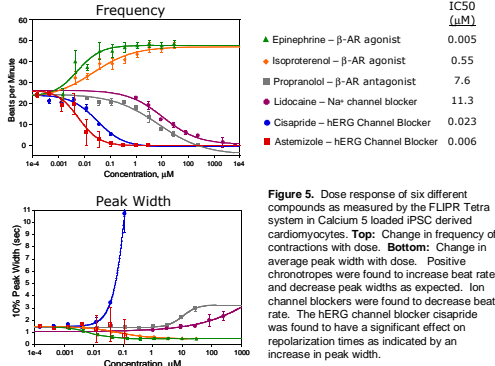 Frequency
60
50
40
30
20
10
0
Beats per Minute
1e-4 0.001 0.01 0.1 1 10 100 1000 1e+4
Concentration, µM
IC50
(µM)
Epinephrine – β-AR agonist 0.005
Isoproterenol – β-AR agonist 0.55
Propranolol – β-AR antagonist 7.6
Lidocaine – Na+ channel blocker 11.3
Cisapride – hERG Channel Blocker 0.023
Astemizole – hERG Channel Blocker 0.006
Peak Width
11
10
9
8
7
6
5
4
3
2
1
0
10% Peak Width (sec)
1e-4 0.001 0.01 0.1 1 10 100 1000
Concentration, µM
Figure 5. Dose response of six different
compounds as measured by the FLIPR Tetra
system in Calcium 5 loaded iPSC derived
cardiomyocytes. Top: Change in frequency of
contractions with dose. Bottom: Change in
average peak width with dose. Positive
chronotropes were found to increase beat rate
and decrease peak widths as expected. Ion
channel blockers were found to decrease beat
rate. The hERG channel blocker cisapride
was found to have a significant effect on
repolarization times as indicated by an
increase in peak width.